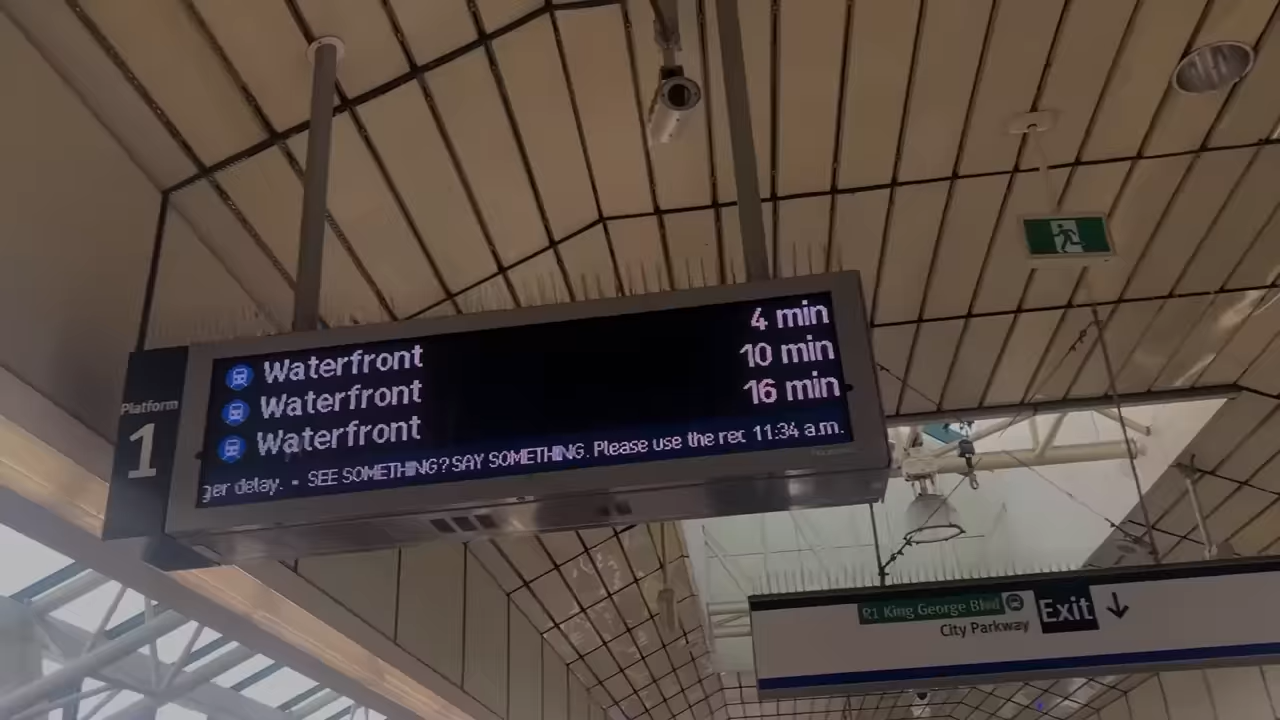 Platform
1
Waterfront 4 min
Waterfront 10 min
Waterfront 16 min
ger delay. - SEE SOMETHING? SAY SOMETHING. Please use the rec 11:34 a.m.
R1 King George Blvd
City Parkway
Exit ↓